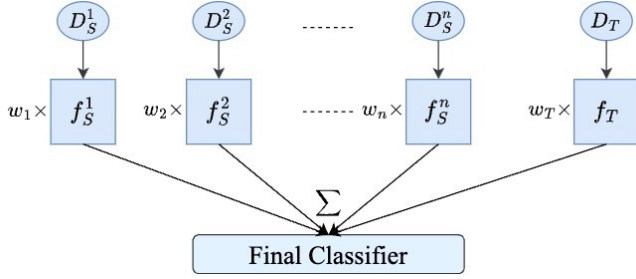 D_S^1 D_S^2 ------ D_S^n D_T
w_1 × f_S^1 w_2 × f_S^2 ------ w_n × f_S^n w_T × f_T
∑
Final Classifier